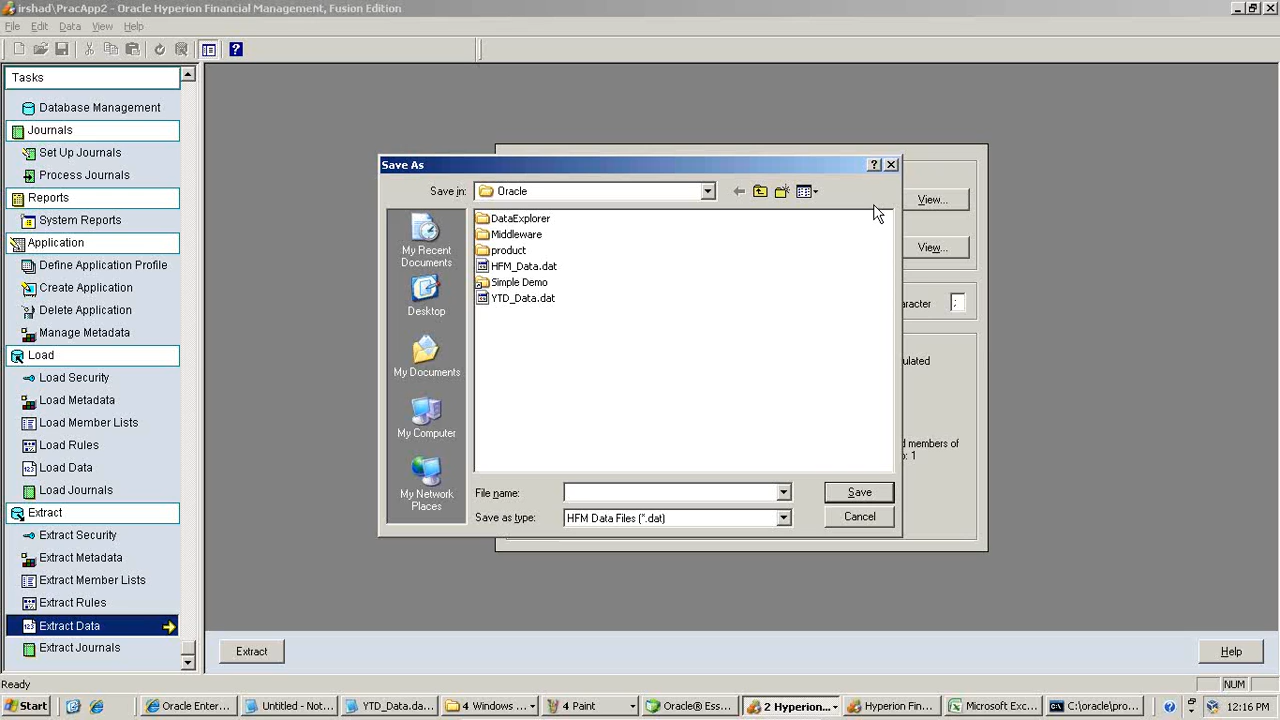 irshad/PracApp2 - Oracle Hyperion Financial Management, Fusion Edition
File Edit Data View Help
Tasks
Database Management
Journals
Set Up Journals
Process Journals
Reports
System Reports
Application
Define Application Profile
Create Application
Delete Application
Manage Metadata
Load
Load Security
Load Metadata
Load Member Lists
Load Rules
Load Data
Load Journals
Extract
Extract Security
Extract Metadata
Extract Member Lists
Extract Rules
Extract Data
Extract Journals
Save As
Save in: Oracle
My Recent Documents
Desktop
My Documents
My Computer
My Network Places
DataExplorer
Middleware
product
HFM_Data.dat
Simple Demo
YTD_Data.dat
File name:
Save
Save as type: HFM Data Files (*.dat)
Cancel
View...
View...
aracter ;
ulated
d members of
o: 1
Extract
Help
Ready
NUM
Start
Oracle Enter...
Untitled - Not...
YTD_Data.da...
4 Windows ...
4 Paint
Oracle® Ess...
2 Hyperion...
Hyperion Fin...
Microsoft Exc...
C:\oracle\pro...
12:16 PM